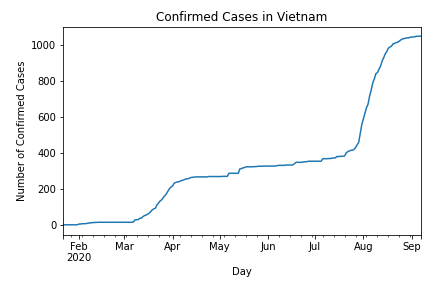 Confirmed Cases in Vietnam
Number of Confirmed Cases
1000
800
600
400
200
0
Feb Mar Apr May Jun Jul Aug Sep
2020
Day